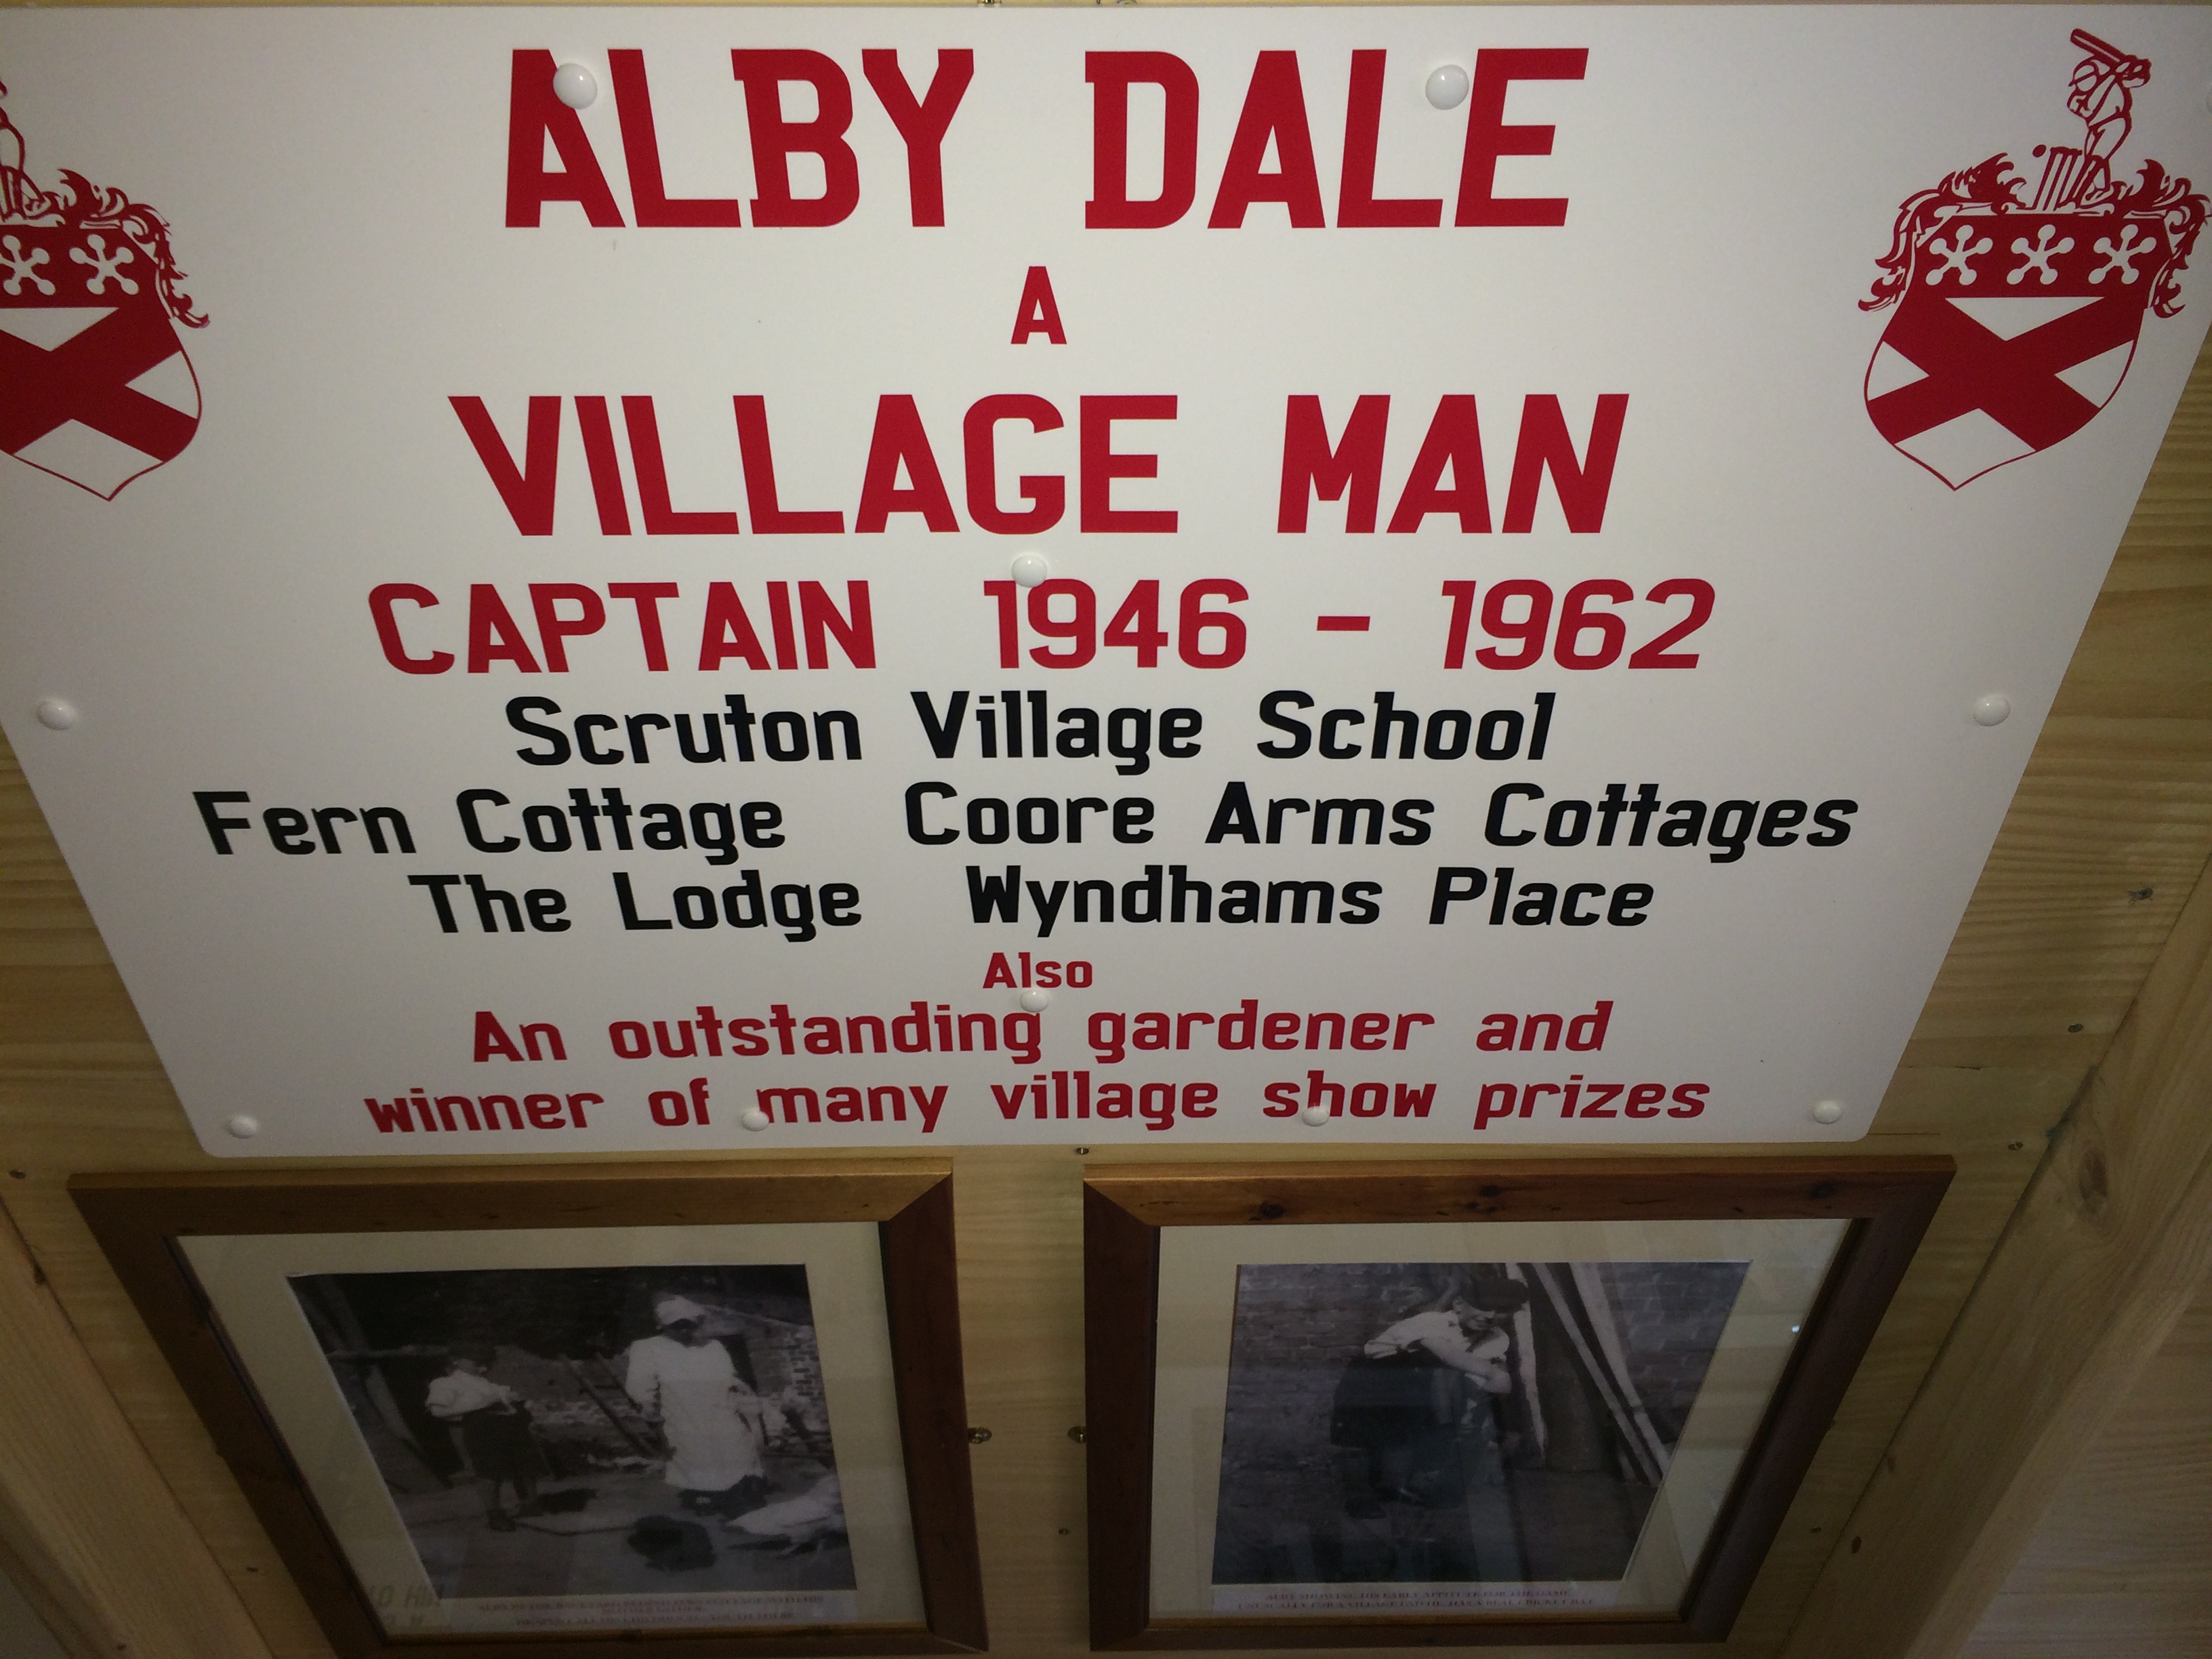 ALBY DALE
A
VILLAGE MAN
CAPTAIN 1946 - 1962
Scruton Village School
Fern Cottage Coore Arms Cottages
The Lodge Wyndhams Place
Also
An outstanding gardener and
winner of many village show prizes